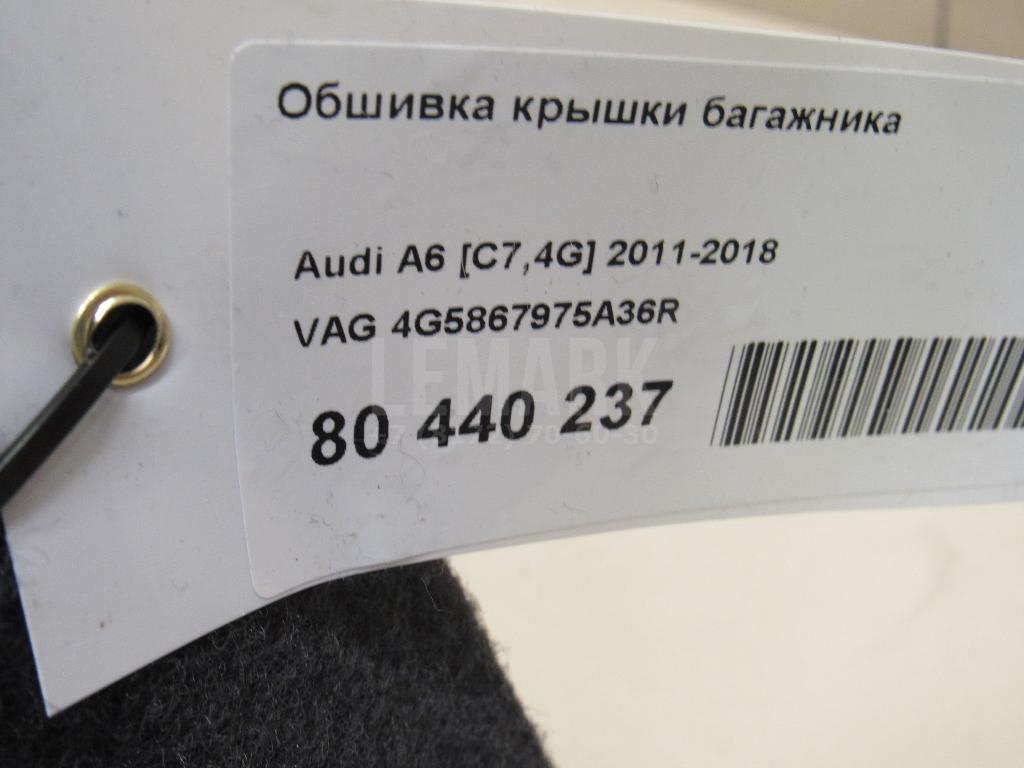 Обшивка крышки багажника
Audi A6 [C7,4G] 2011-2018
VAG 4G5867975A36R
LEMARK
80 440 237